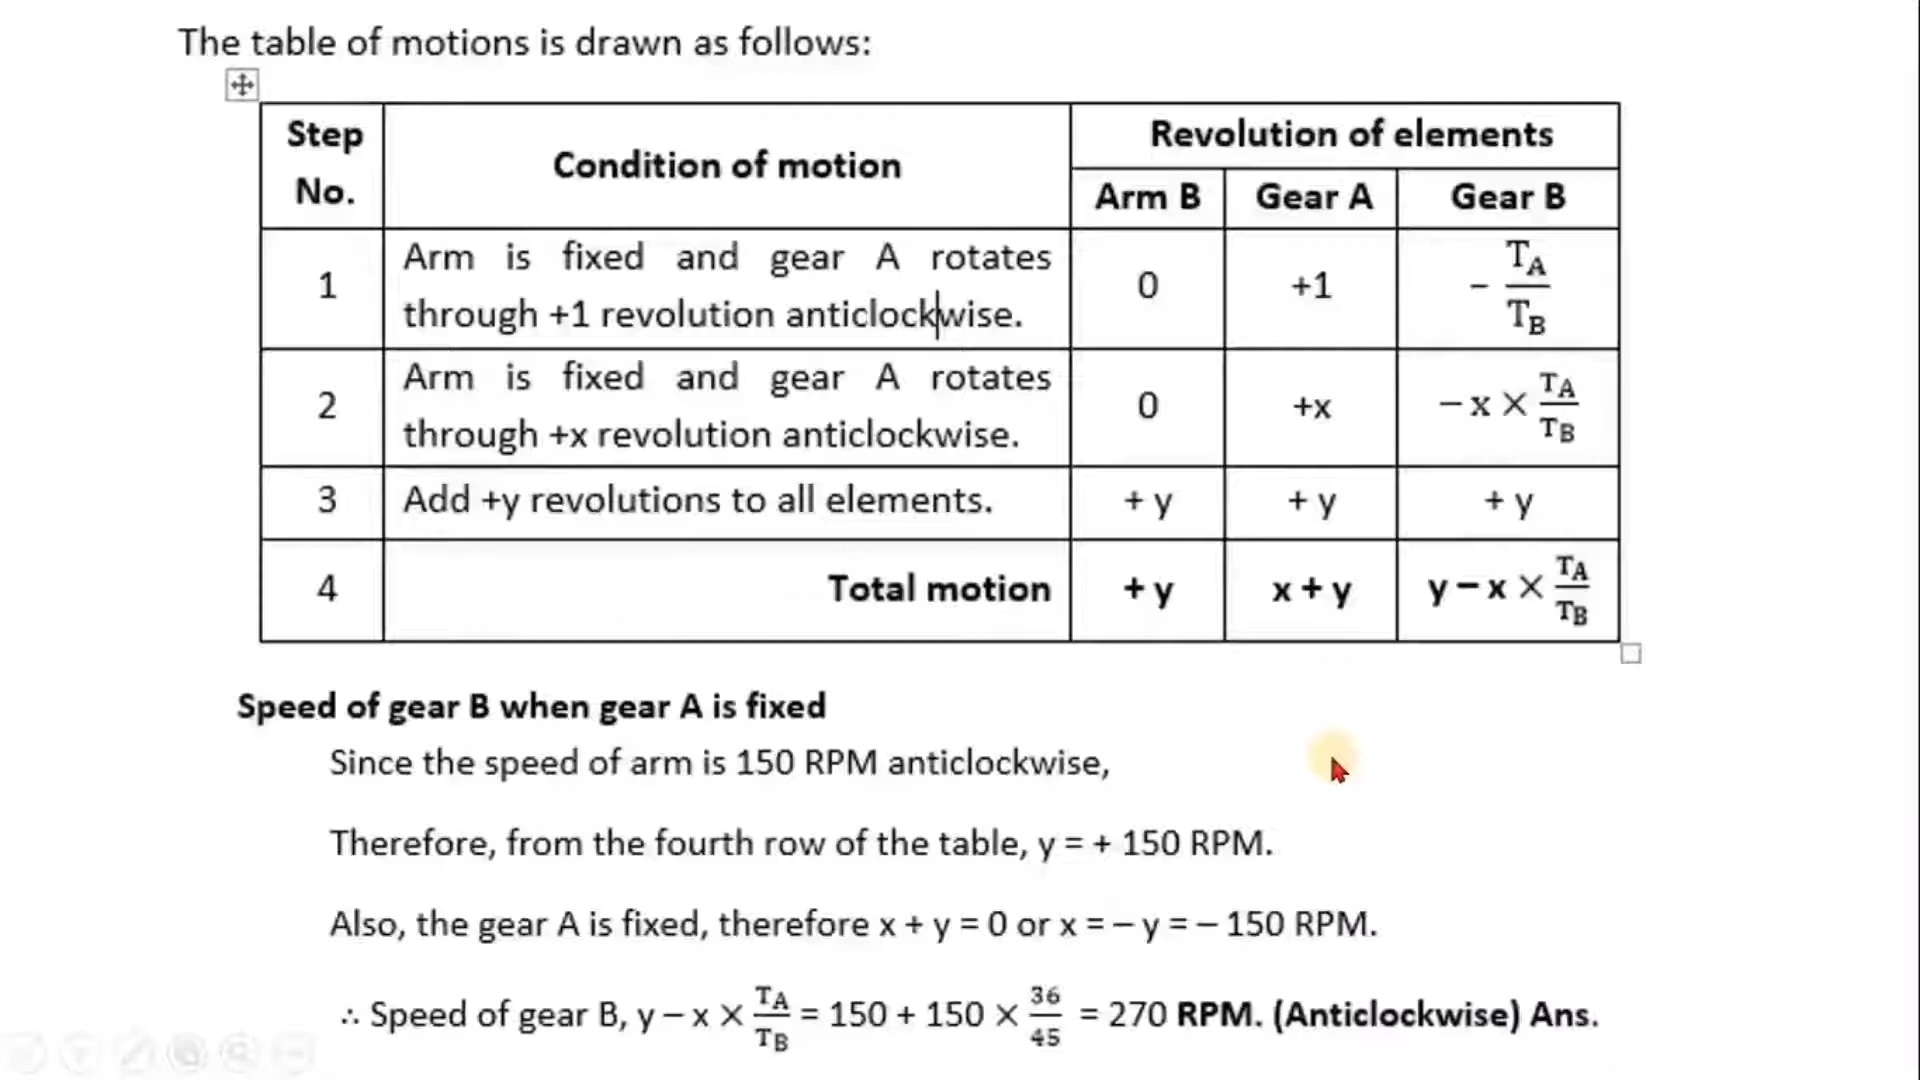 The table of motions is drawn as follows:
Step No. Condition of motion Revolution of elements
Arm B Gear A Gear B
1 Arm is fixed and gear A rotates through +1 revolution anticlockwise. 0 +1 - TA/TB
2 Arm is fixed and gear A rotates through +x revolution anticlockwise. 0 +x − x × TA/TB
3 Add +y revolutions to all elements. + y + y + y
4 Total motion + y x + y y − x × TA/TB
Speed of gear B when gear A is fixed
Since the speed of arm is 150 RPM anticlockwise,
Therefore, from the fourth row of the table, y = + 150 RPM.
Also, the gear A is fixed, therefore x + y = 0 or x = − y = − 150 RPM.
∴ Speed of gear B, y − x × TA/TB = 150 + 150 × 36/45 = 270 RPM. (Anticlockwise) Ans.